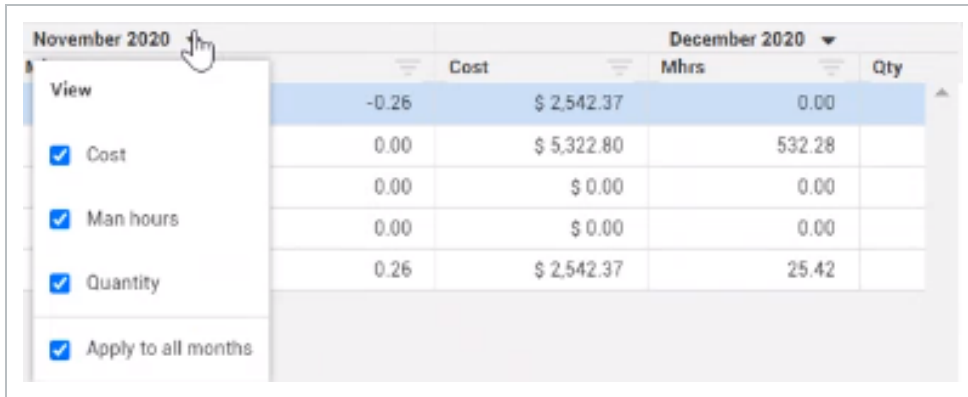 November 2020 December 2020
M Cost Mhrs Qty
View
-0.26 $ 2,542.37 0.00
Cost 0.00 $ 5,322.80 532.28
0.00 $ 0.00 0.00
Man hours
0.00 $ 0.00 0.00
Quantity 0.26 $ 2,542.37 25.42
Apply to all months